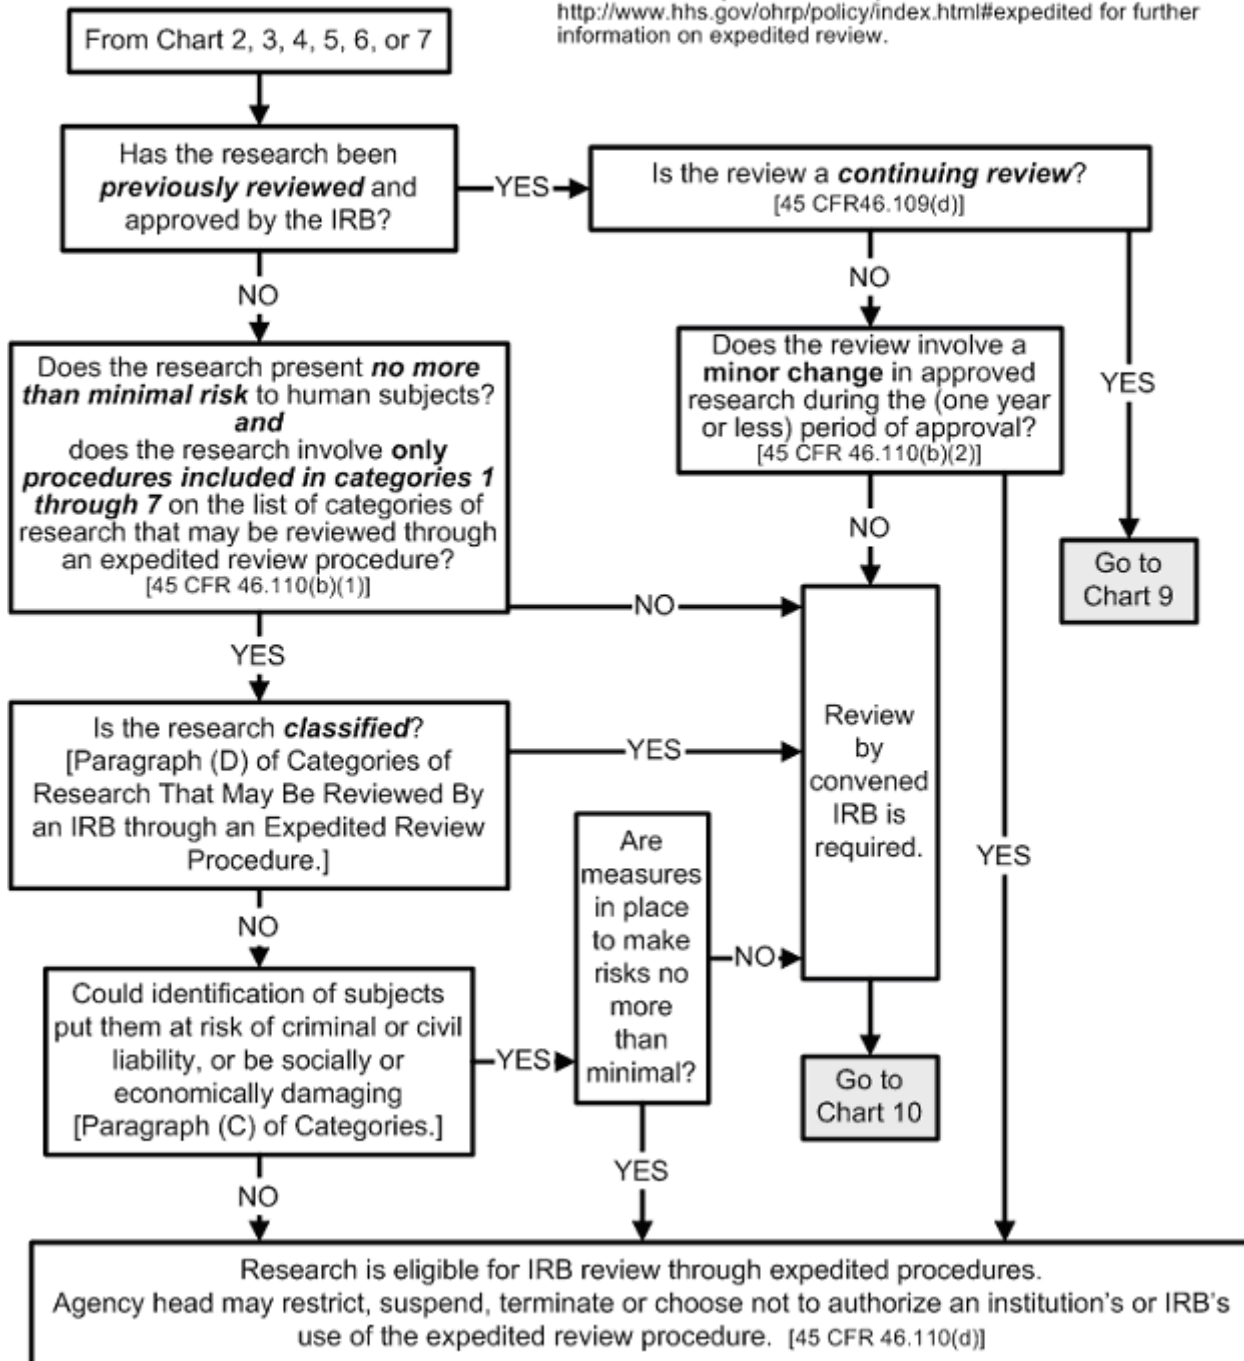 http://www.hhs.gov/ohrp/policy/index.html#expedited for further
information on expedited review.
From Chart 2, 3, 4, 5, 6, or 7
Has the research been
previously reviewed and
approved by the IRB?
YES
Is the review a continuing review?
[45 CFR46.109(d)]
NO
NO
YES
Does the research present no more
than minimal risk to human subjects?
and
does the research involve only
procedures included in categories 1
through 7 on the list of categories of
research that may be reviewed through
an expedited review procedure?
[45 CFR 46.110(b)(1)]
Does the review involve a
minor change in approved
research during the (one year
or less) period of approval?
[45 CFR 46.110(b)(2)]
NO
Go to
Chart 9
NO
YES
Is the research classified?
[Paragraph (D) of Categories of
Research That May Be Reviewed By
an IRB through an Expedited Review
Procedure.]
YES
Review
by
convened
IRB is
required.
YES
NO
Are
measures
in place
to make
risks no
more
than
minimal?
NO
Could identification of subjects
put them at risk of criminal or civil
liability, or be socially or
economically damaging
[Paragraph (C) of Categories.]
YES
Go to
Chart 10
NO
YES
Research is eligible for IRB review through expedited procedures.
Agency head may restrict, suspend, terminate or choose not to authorize an institution's or IRB's
use of the expedited review procedure. [45 CFR 46.110(d)]